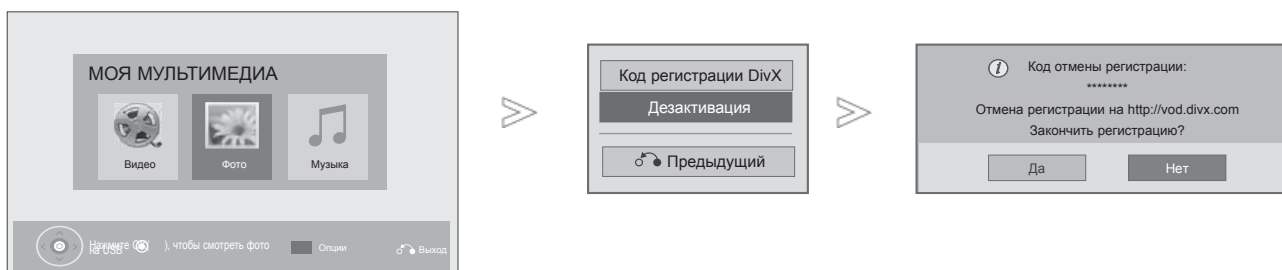 МОЯ МУЛЬТИМЕДИА
Видео
Фото
Музыка
Нажмите ), чтобы смотреть фото
на USB
Опции
Выход
Код регистрации DivX
Дезактивация
Предыдущий
Код отмены регистрации:
********
Отмена регистрации на http://vod.divx.com
Закончить регистрацию?
Да
Нет